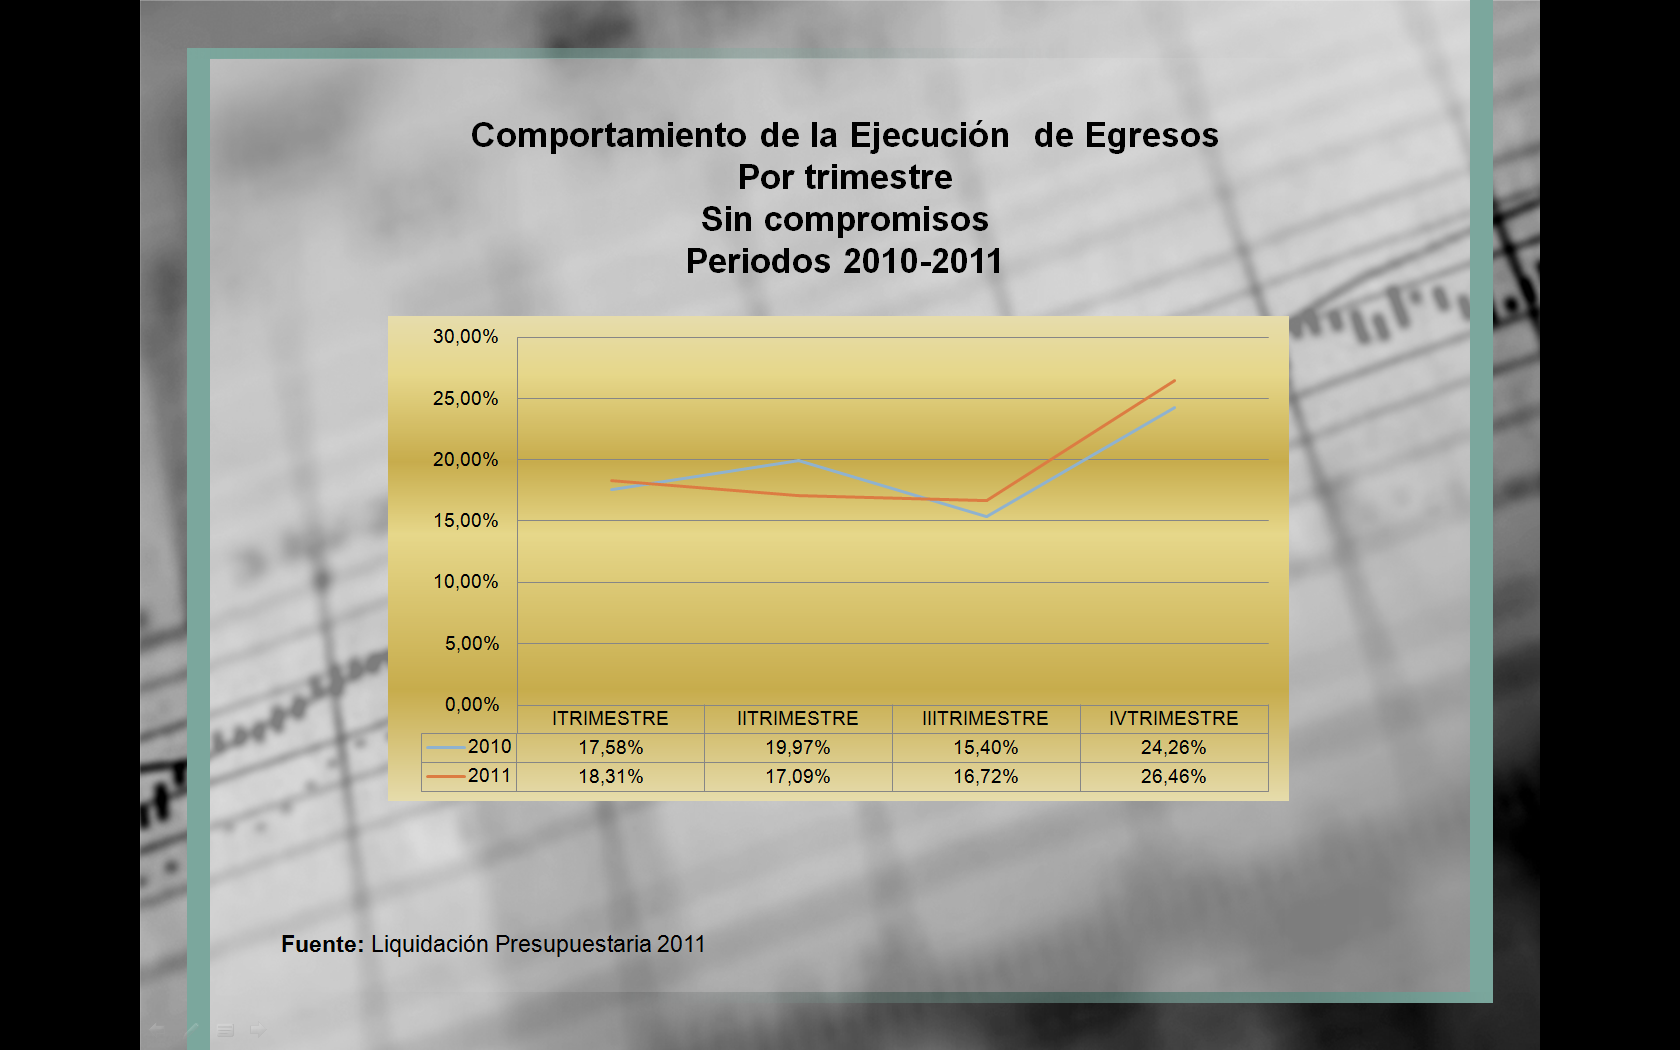 Comportamiento de la Ejecución de Egresos
Por trimestre
Sin compromisos
Periodos 2010-2011
30,00%
25,00%
20,00%
15,00%
10,00%
5,00%
0,00%
ITRIMESTRE IITRIMESTRE IIITRIMESTRE IVTRIMESTRE
2010 17,58% 19,97% 15,40% 24,26%
2011 18,31% 17,09% 16,72% 26,46%
Fuente: Liquidación Presupuestaria 2011